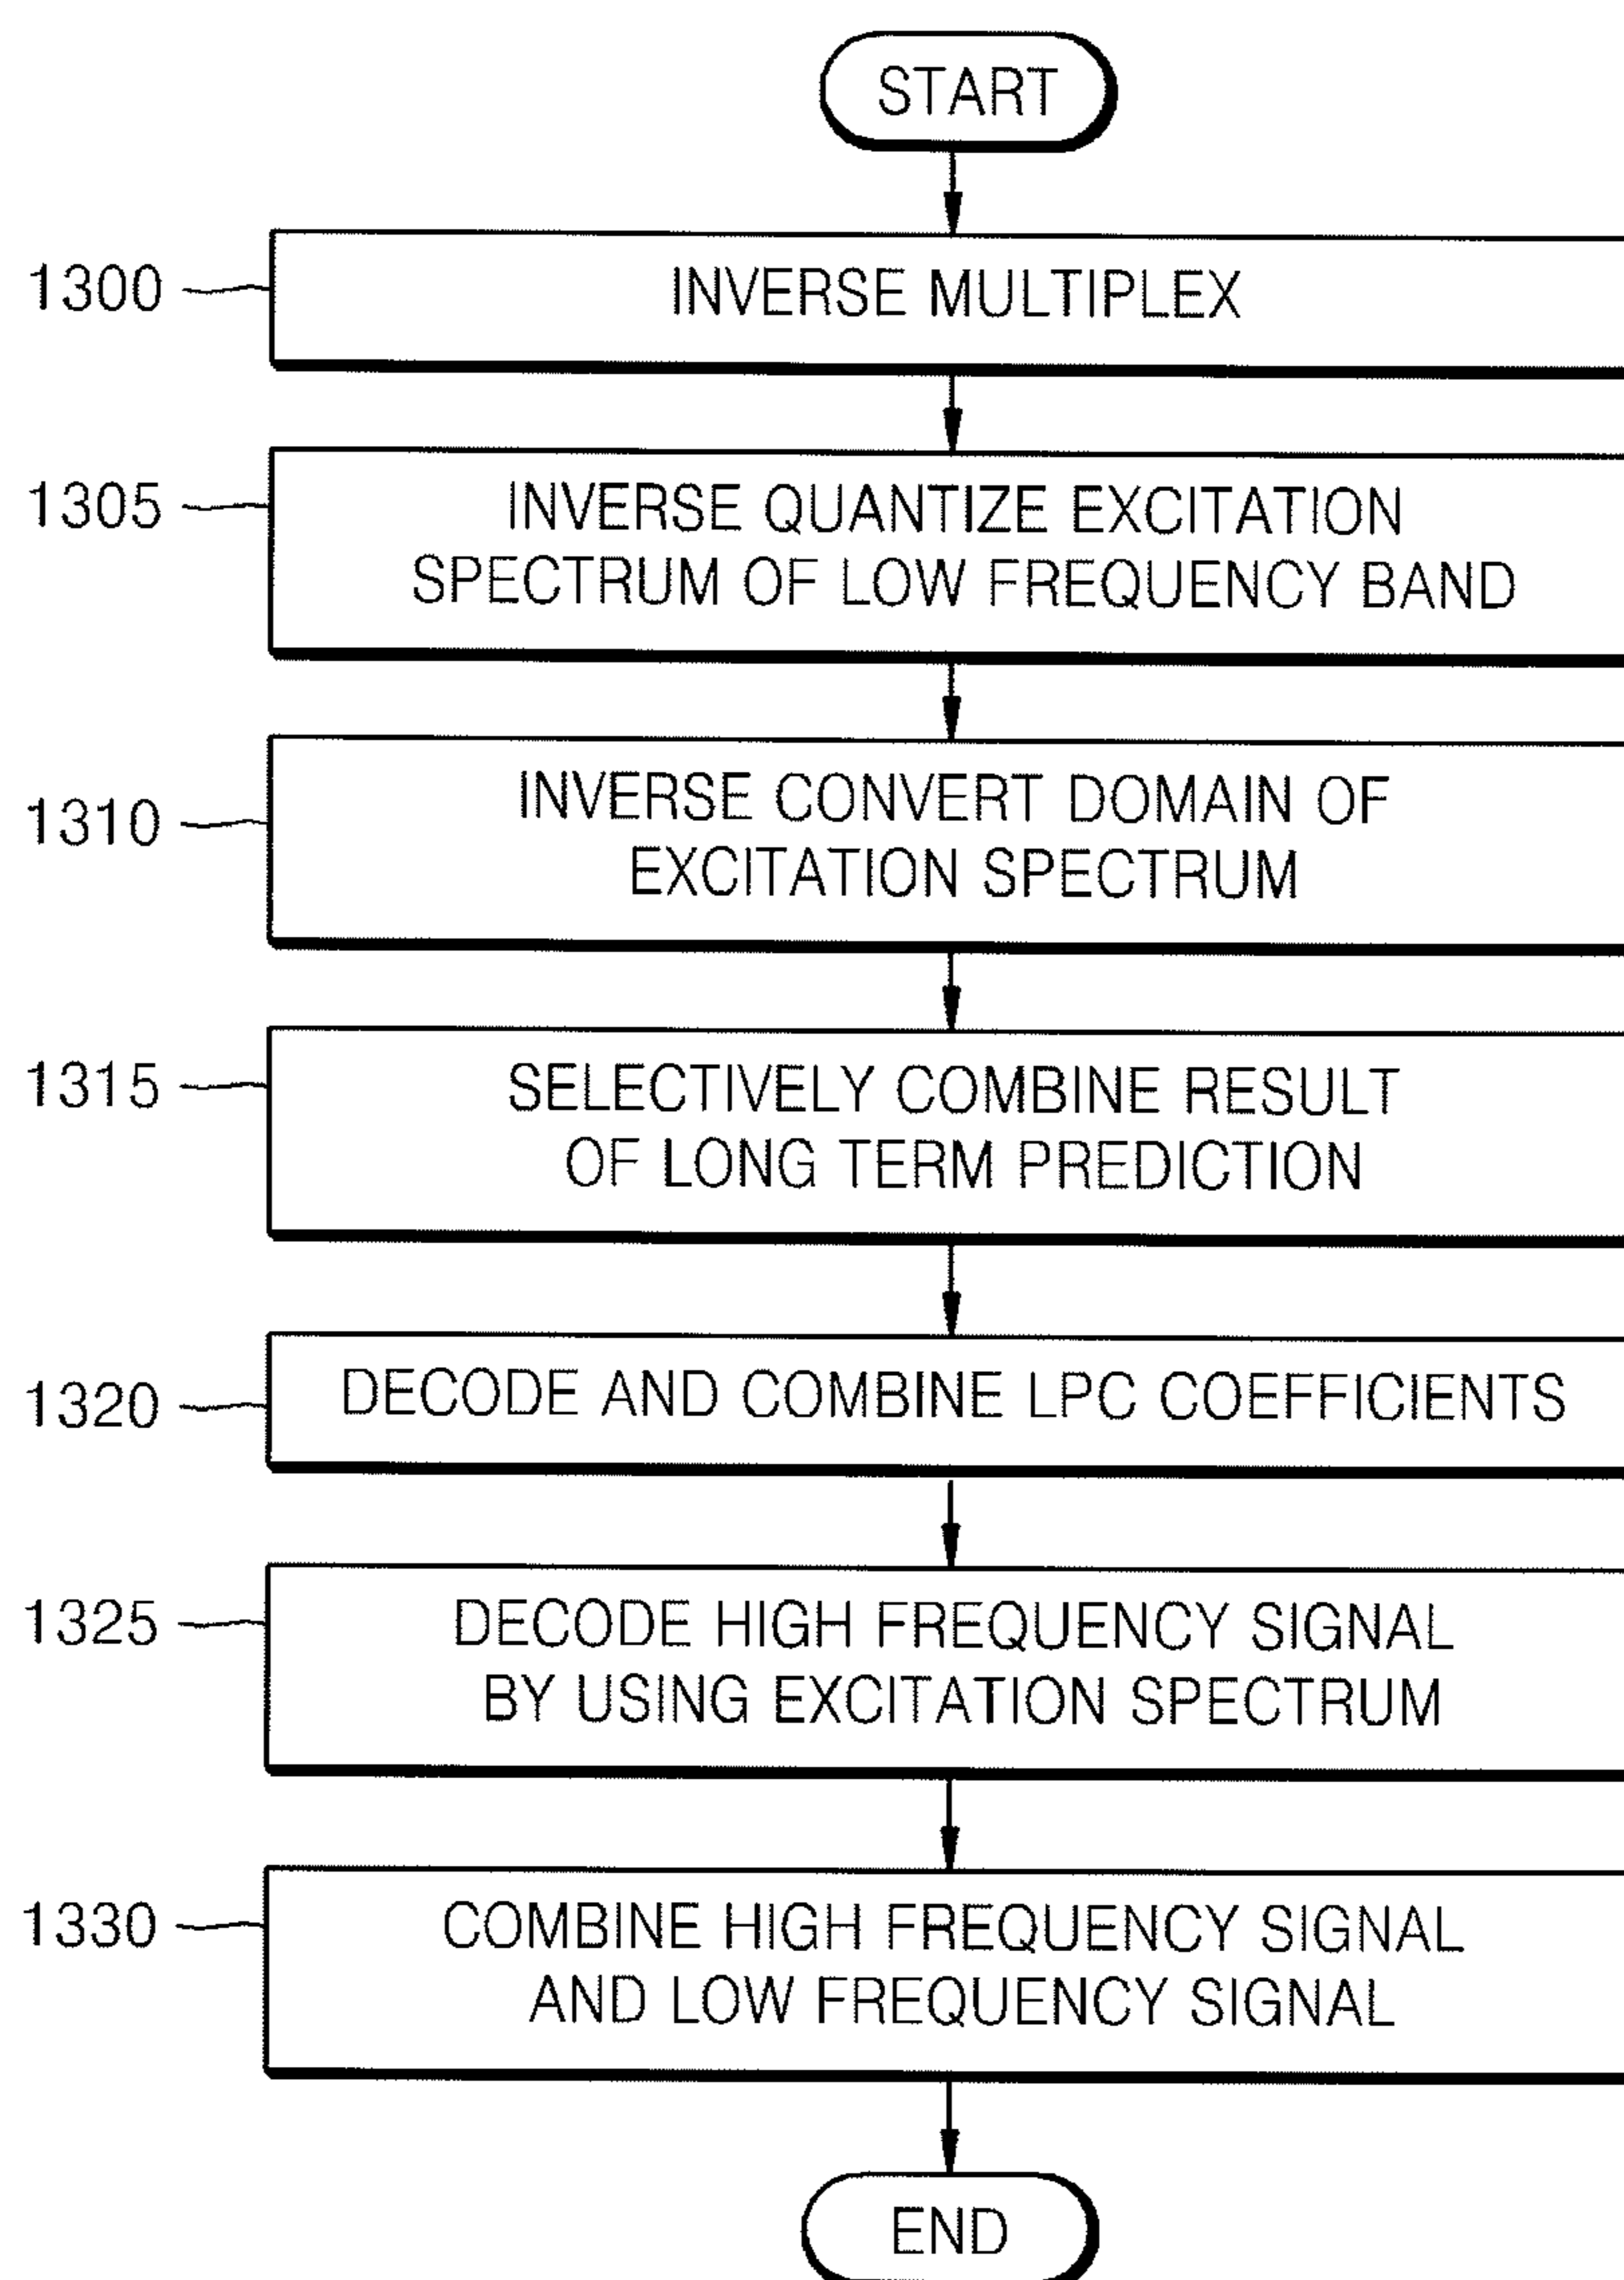 START
1300
INVERSE MULTIPLEX
1305
INVERSE QUANTIZE EXCITATION
SPECTRUM OF LOW FREQUENCY BAND
1310
INVERSE CONVERT DOMAIN OF
EXCITATION SPECTRUM
1315
SELECTIVELY COMBINE RESULT
OF LONG TERM PREDICTION
1320
DECODE AND COMBINE LPC COEFFICIENTS
1325
DECODE HIGH FREQUENCY SIGNAL
BY USING EXCITATION SPECTRUM
1330
COMBINE HIGH FREQUENCY SIGNAL
AND LOW FREQUENCY SIGNAL
END